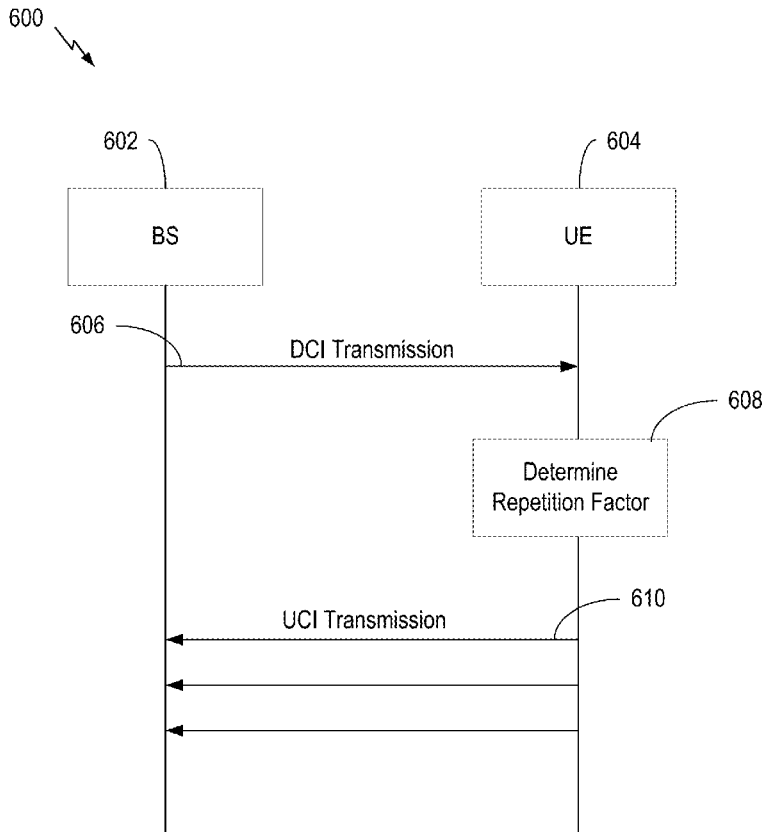 600
602
604
BS
UE
606
DCI Transmission
608
Determine
Repetition Factor
UCI Transmission
610